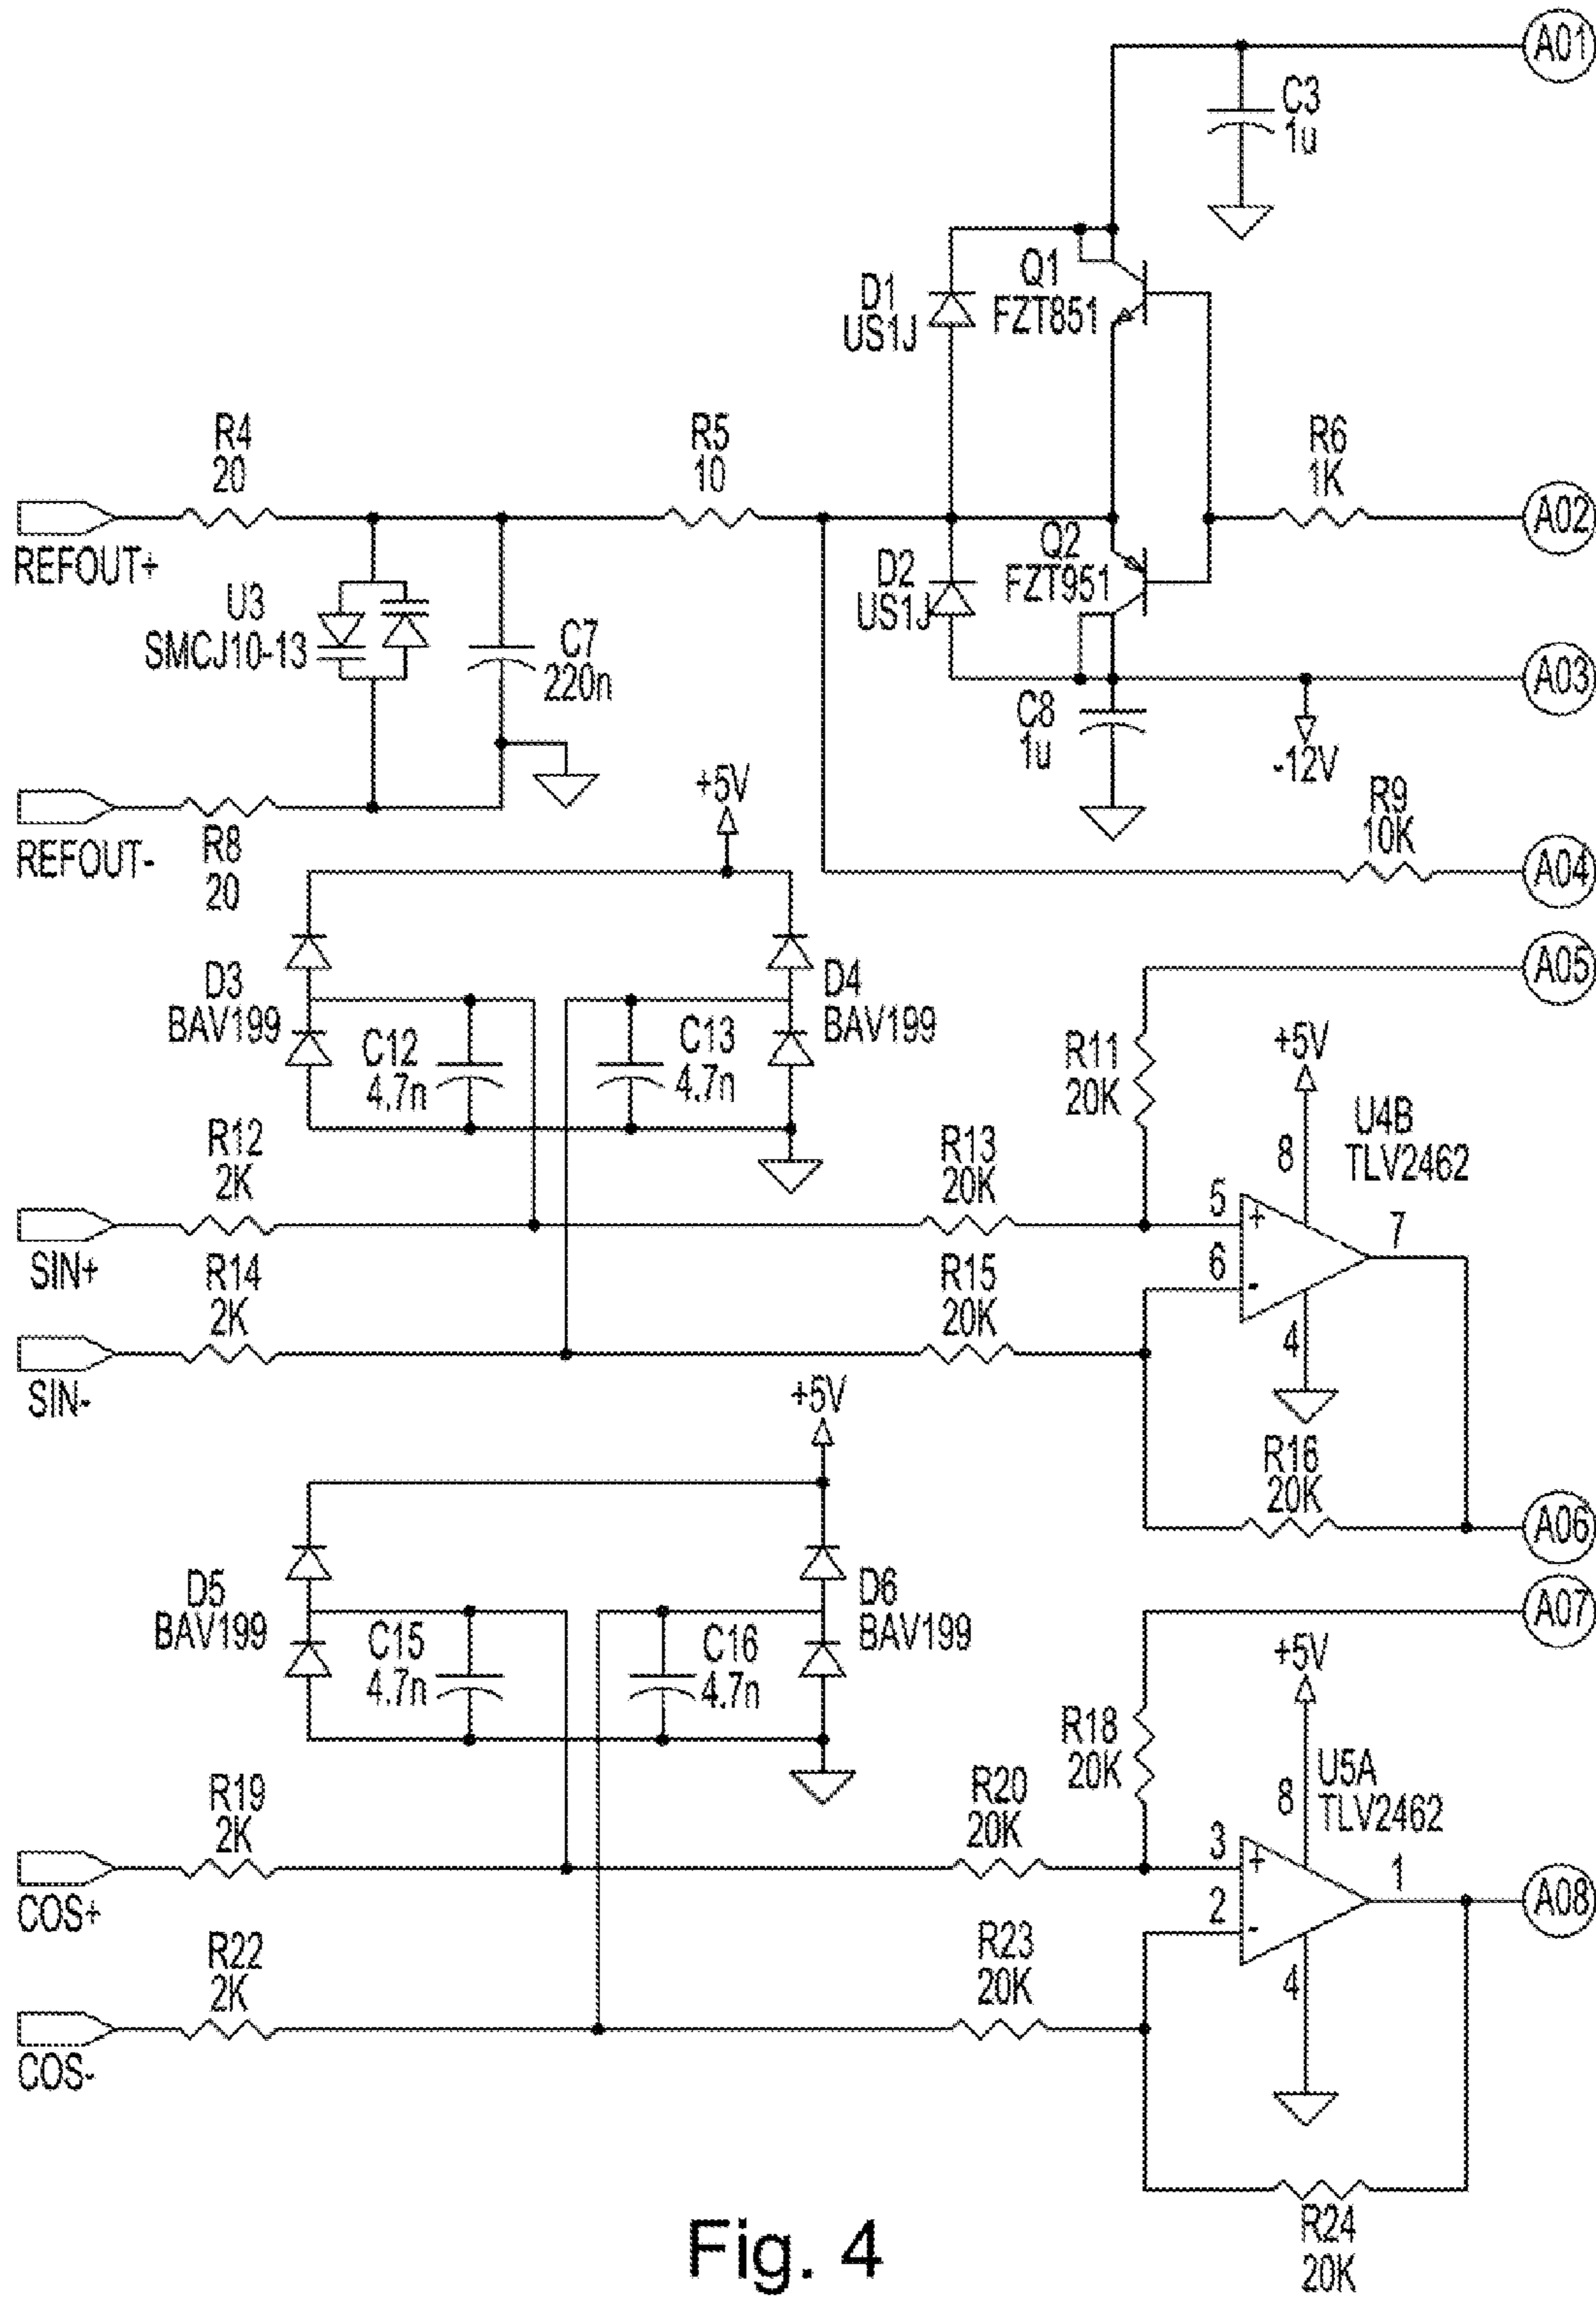 A01
C3
1u
Q1
FZT851
D1
US1J
R4
20
R5
10
R6
1K
REFOUT+
A02
Q2
FZT951
D2
US1J
U3
SMCJ10-13
C7
220n
A03
C8
1u
-12V
+5V
REFOUT-
R8
20
R9
10K
A04
A05
D3
BAV199
D4
BAV199
C12
4.7n
C13
4.7n
R11
20K
+5V
U4B
TLV2462
8
R12
2K
R13
20K
5
+
7
SIN+
R14
2K
R15
20K
6
-
4
SIN-
+5V
R16
20K
A06
D5
BAV199
D6
BAV199
A07
C15
4.7n
C16
4.7n
+5V
R18
20K
U5A
TLV2462
8
R19
2K
R20
20K
3
+
1
COS+
A08
R22
2K
R23
20K
2
-
4
COS-
R24
20K
Fig. 4